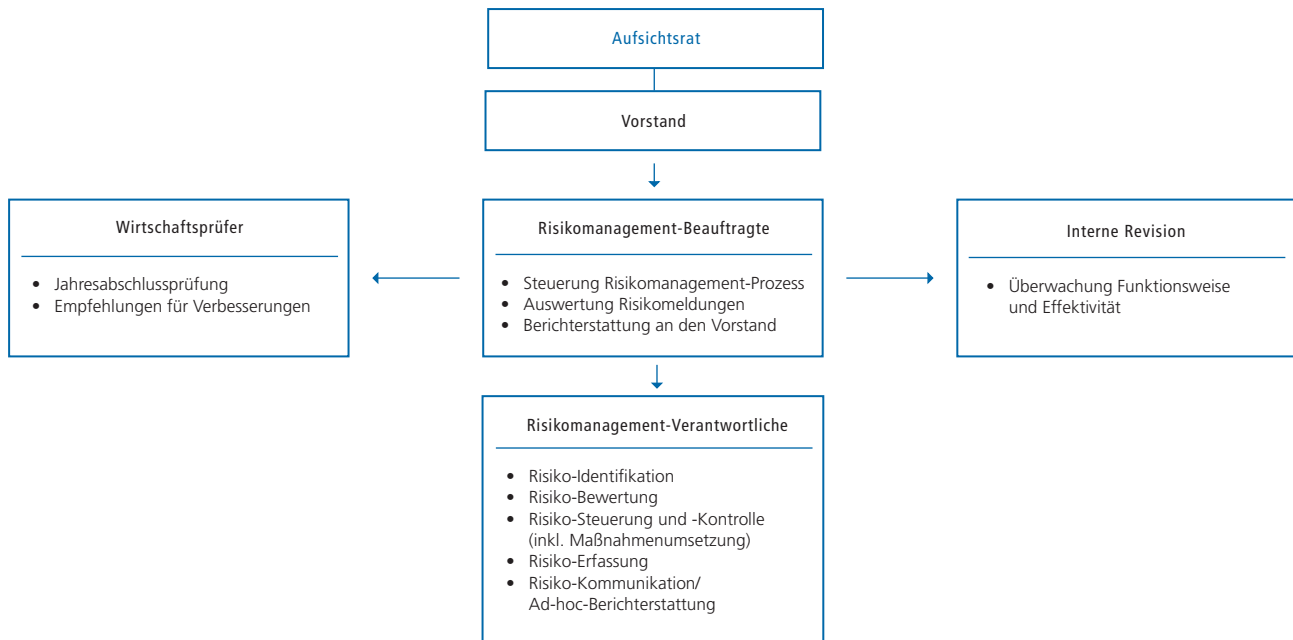 Aufsichtsrat
Vorstand
Wirtschaftsprüfer
• Jahresabschlussprüfung
• Empfehlungen für Verbesserungen
Risikomanagement-Beauftragte
• Steuerung Risikomanagement-Prozess
• Auswertung Risikomeldungen
• Berichterstattung an den Vorstand
Interne Revision
• Überwachung Funktionsweise
und Effektivität
Risikomanagement-Verantwortliche
• Risiko-Identifikation
• Risiko-Bewertung
• Risiko-Steuerung und -Kontrolle
(inkl. Maßnahmenumsetzung)
• Risiko-Erfassung
• Risiko-Kommunikation/
Ad-hoc-Berichterstattung